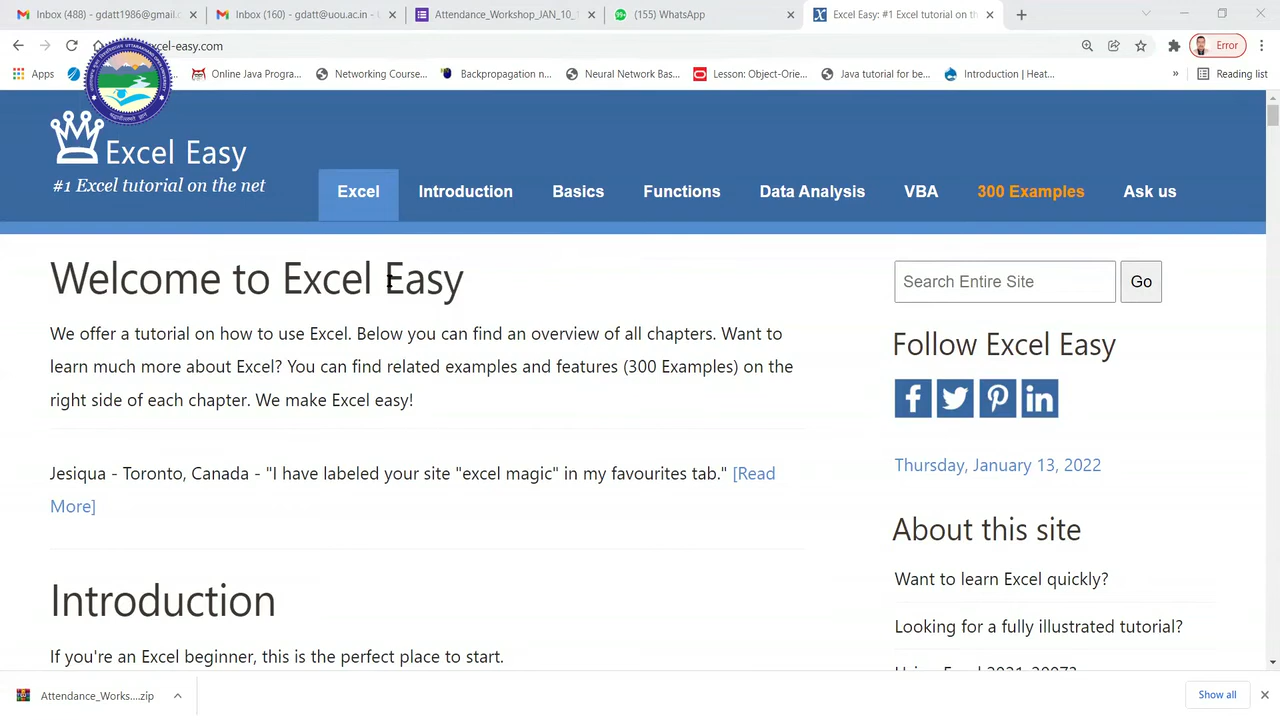 Inbox (488) - gdatt1986@gmail.c
Inbox (160) - gdatt@uou.ac.in -
Attendance_Workshop_JAN_10_
(155) WhatsApp
Excel Easy: #1 Excel tutorial on th
cel-easy.com
Error
Apps
Online Java Progra...
Networking Course...
Backpropagation n...
Neural Network Bas...
Lesson: Object-Orie...
Java tutorial for be...
Introduction | Heat...
»
Reading list
Excel Easy
#1 Excel tutorial on the net
Excel
Introduction
Basics
Functions
Data Analysis
VBA
300 Examples
Ask us
Welcome to Excel Easy
We offer a tutorial on how to use Excel. Below you can find an overview of all chapters. Want to
learn much more about Excel? You can find related examples and features (300 Examples) on the
right side of each chapter. We make Excel easy!
Jesiqua - Toronto, Canada - "I have labeled your site "excel magic" in my favourites tab." [Read
More]
Introduction
If you're an Excel beginner, this is the perfect place to start.
Search Entire Site
Go
Follow Excel Easy
Thursday, January 13, 2022
About this site
Want to learn Excel quickly?
Looking for a fully illustrated tutorial?
Using Excel 2021-2007?
Attendance_Works....zip
Show all